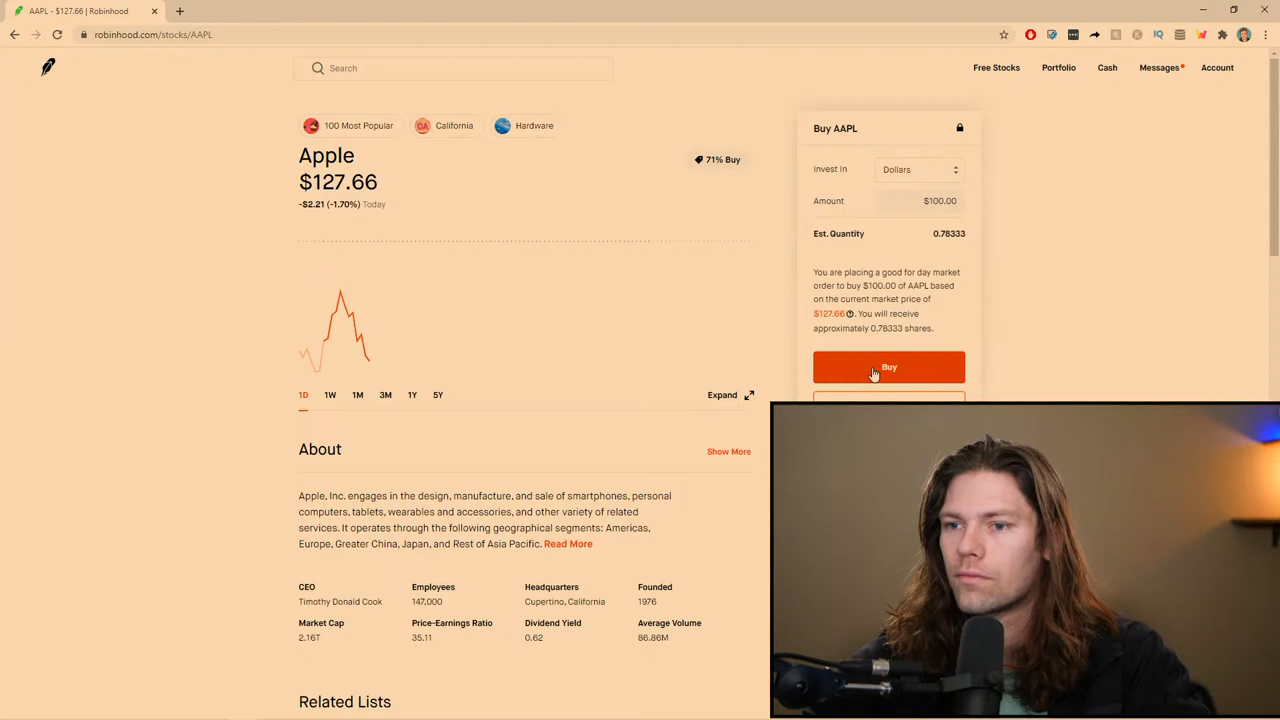 AAPL - $127.66 | Robinhood
robinhood.com/stocks/AAPL
Search
Free Stocks
Portfolio
Cash
Messages
Account
100 Most Popular
CA
California
Hardware
Apple
$127.66
-$2.21 (-1.70%) Today
71% Buy
1D
1W
1M
3M
1Y
5Y
Expand
Buy AAPL
Invest In
Dollars
Amount
$100.00
Est. Quantity
0.78333
You are placing a good for day market
order to buy $100.00 of AAPL based
on the current market price of
$127.66 . You will receive
approximately 0.78333 shares.
Buy
About
Show More
Apple, Inc. engages in the design, manufacture, and sale of smartphones, personal
computers, tablets, wearables and accessories, and other variety of related
services. It operates through the following geographical segments: Americas,
Europe, Greater China, Japan, and Rest of Asia Pacific. Read More
CEO
Timothy Donald Cook
Employees
147,000
Headquarters
Cupertino, California
Founded
1976
Market Cap
2.16T
Price-Earnings Ratio
35.11
Dividend Yield
0.62
Average Volume
86.86M
Related Lists